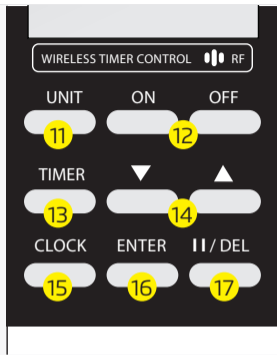 WIRELESS TIMER CONTROL RF
UNIT ON OFF
11 12
TIMER ▼ ▲
13 14
CLOCK ENTER II / DEL
15 16 17